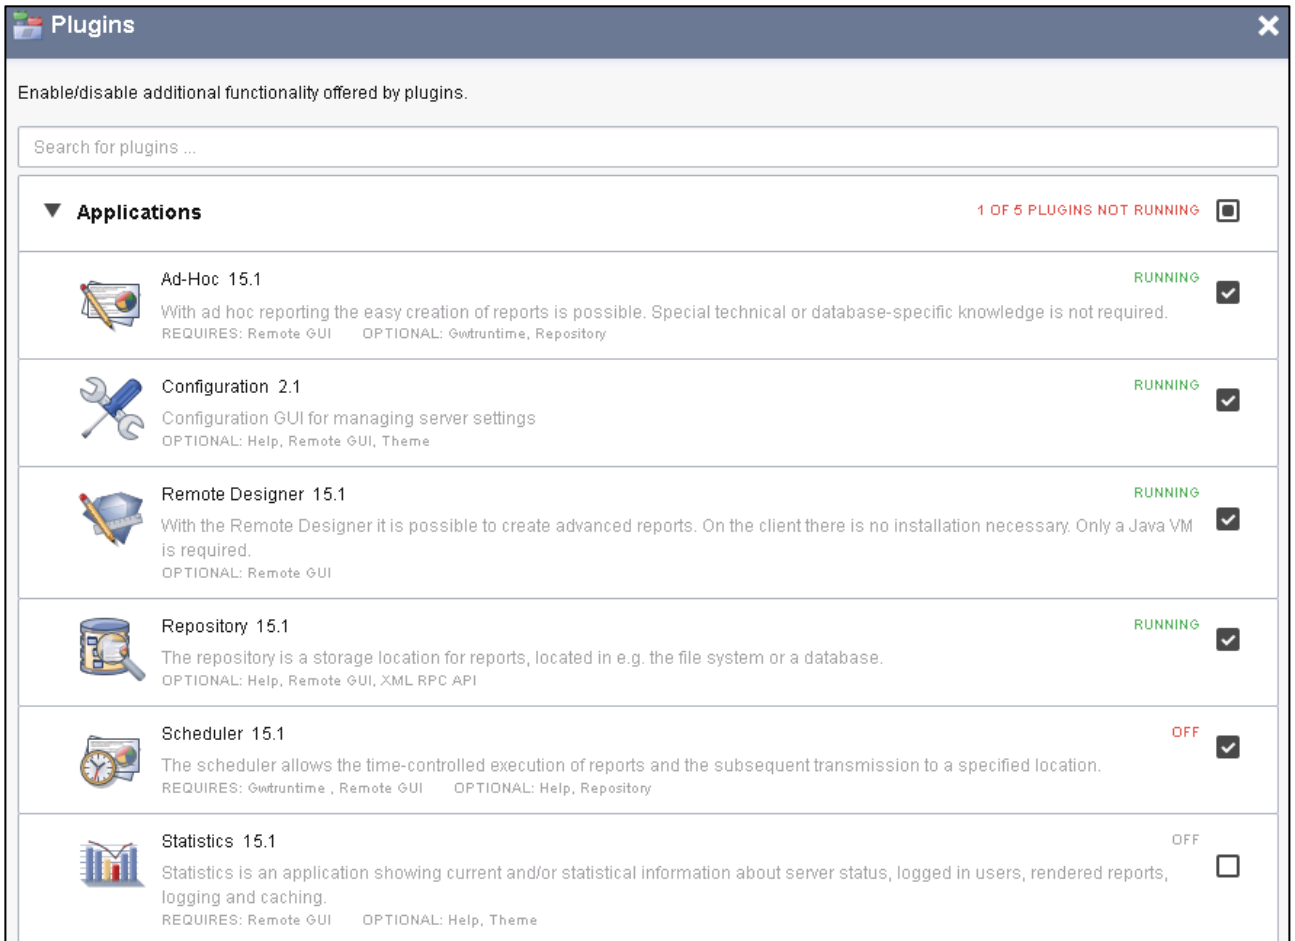 Plugins
Enable/disable additional functionality offered by plugins.
Search for plugins ...
Applications
1 OF 5 PLUGINS NOT RUNNING
Ad-Hoc 15.1
RUNNING
With ad hoc reporting the easy creation of reports is possible. Special technical or database-specific knowledge is not required.
REQUIRES: Remote GUI OPTIONAL: Gwtruntime, Repository
Configuration 2.1
RUNNING
Configuration GUI for managing server settings
OPTIONAL: Help, Remote GUI, Theme
Remote Designer 15.1
RUNNING
With the Remote Designer it is possible to create advanced reports. On the client there is no installation necessary. Only a Java VM
is required.
OPTIONAL: Remote GUI
Repository 15.1
RUNNING
The repository is a storage location for reports, located in e.g. the file system or a database.
OPTIONAL: Help, Remote GUI, XML RPC API
Scheduler 15.1
OFF
The scheduler allows the time-controlled execution of reports and the subsequent transmission to a specified location.
REQUIRES: Gwtruntime , Remote GUI OPTIONAL: Help, Repository
Statistics 15.1
OFF
Statistics is an application showing current and/or statistical information about server status, logged in users, rendered reports,
logging and caching.
REQUIRES: Remote GUI OPTIONAL: Help, Theme